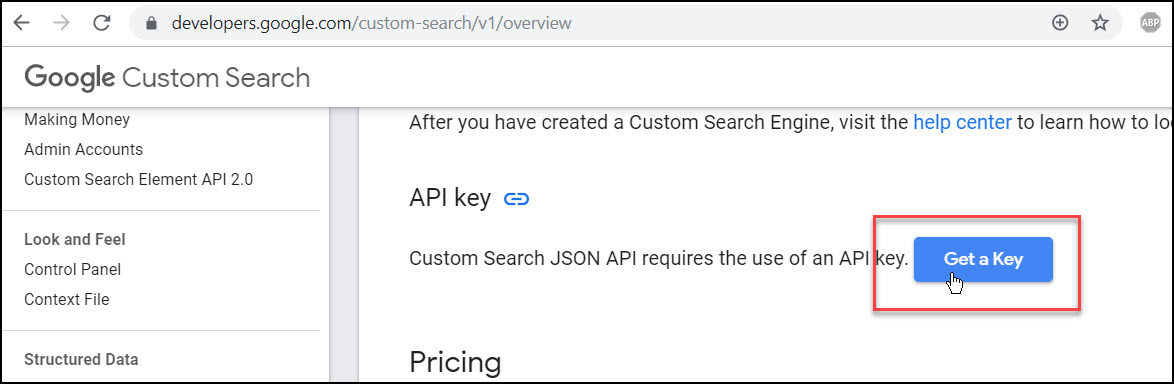 developers.google.com/custom-search/v1/overview
ABP
Google Custom Search
Making Money
Admin Accounts
Custom Search Element API 2.0
Look and Feel
Control Panel
Context File
Structured Data
After you have created a Custom Search Engine, visit the help center to learn how to
API key
Custom Search JSON API requires the use of an API key. Get a Key
Pricing